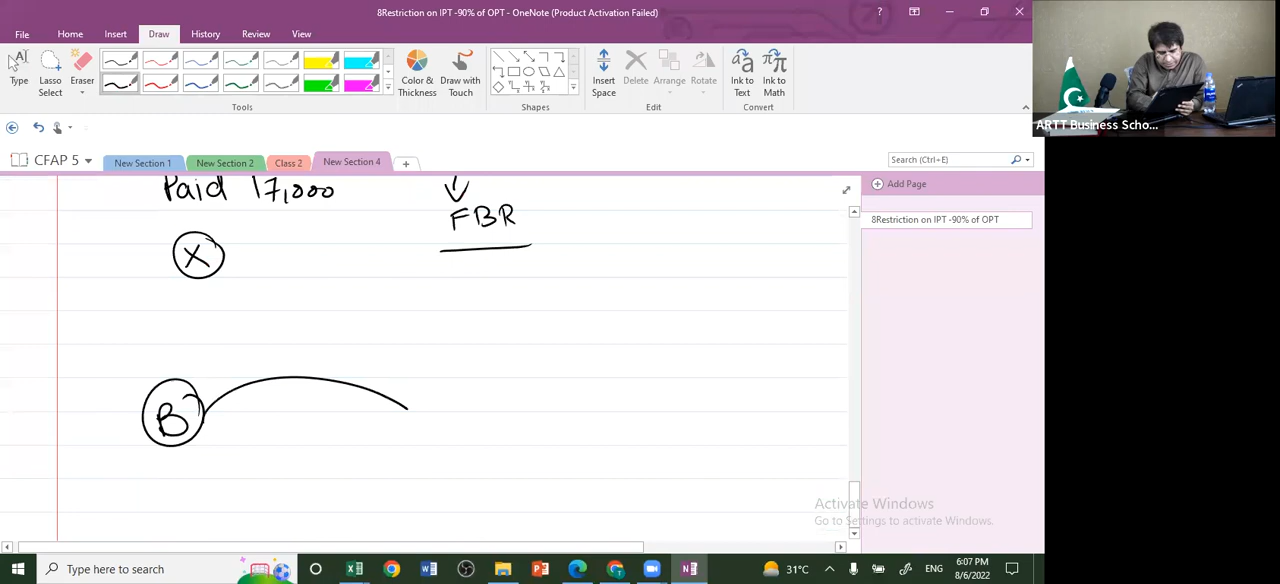 8Restriction on IPT -90% of OPT - OneNote (Product Activation Failed)
?
File Home Insert Draw History Review View
Type
Lasso Select
Eraser
Color & Thickness
Draw with Touch
Shapes
Insert Space
Delete
Arrange
Rotate
Ink to Text
Ink to Math
Tools
Edit
Convert
CFAP 5
New Section 1
New Section 2
Class 2
New Section 4
Search (Ctrl+E)
Add Page
8Restriction on IPT -90% of OPT
Paid 17,000
FBR
X
B
Activate Windows
Go to Settings to activate Windows.
ARTT Business Scho...
Type here to search
31°C
ENG
6:07 PM
8/6/2022